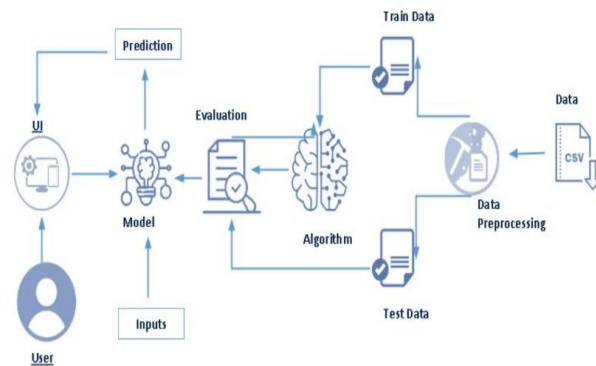 Train Data
Prediction
Evaluation
Data
UI
CSV
Model
Algorithm
Data
Preprocessing
Inputs
Test Data
User